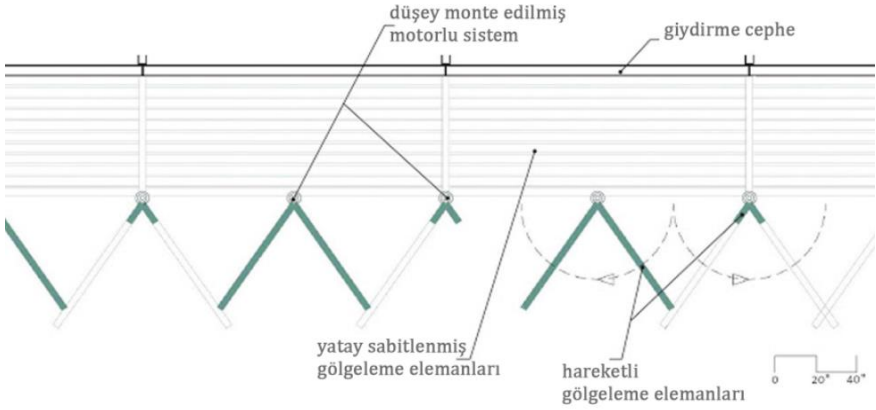 düşey monte edilmiş
motorlu sistem
giydirme cephe
yatay sabitlenmiş
gölgeleme elemanları
hareketli
gölgeleme elemanları
0 20" 40"